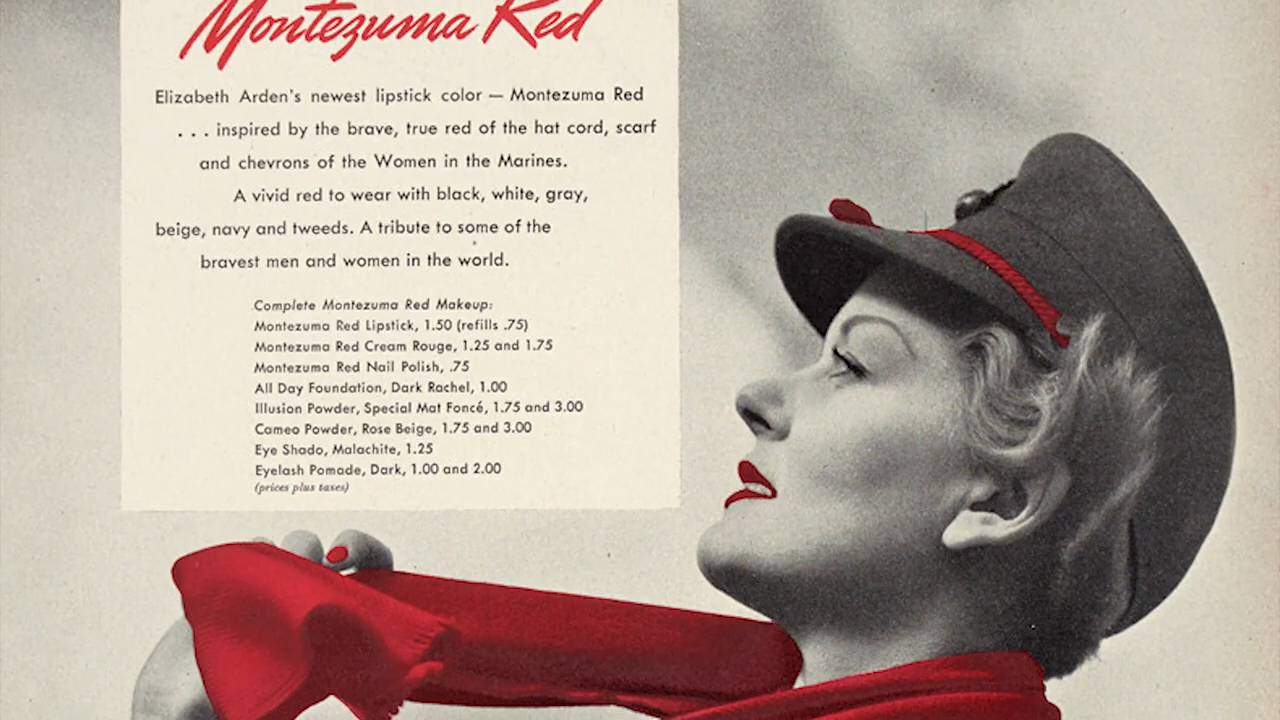 Montezuma Red
Elizabeth Arden's newest lipstick color — Montezuma Red
. . . inspired by the brave, true red of the hat cord, scarf
and chevrons of the Women in the Marines.
A vivid red to wear with black, white, gray,
beige, navy and tweeds. A tribute to some of the
bravest men and women in the world.
Complete Montezuma Red Makeup:
Montezuma Red Lipstick, 1.50 (refills .75)
Montezuma Red Cream Rouge, 1.25 and 1.75
Montezuma Red Nail Polish, .75
All Day Foundation, Dark Rachel, 1.00
Illusion Powder, Special Mat Foncé, 1.75 and 3.00
Cameo Powder, Rose Beige, 1.75 and 3.00
Eye Shado, Malachite, 1.25
Eyelash Pomade, Dark, 1.00 and 2.00
(prices plus taxes)